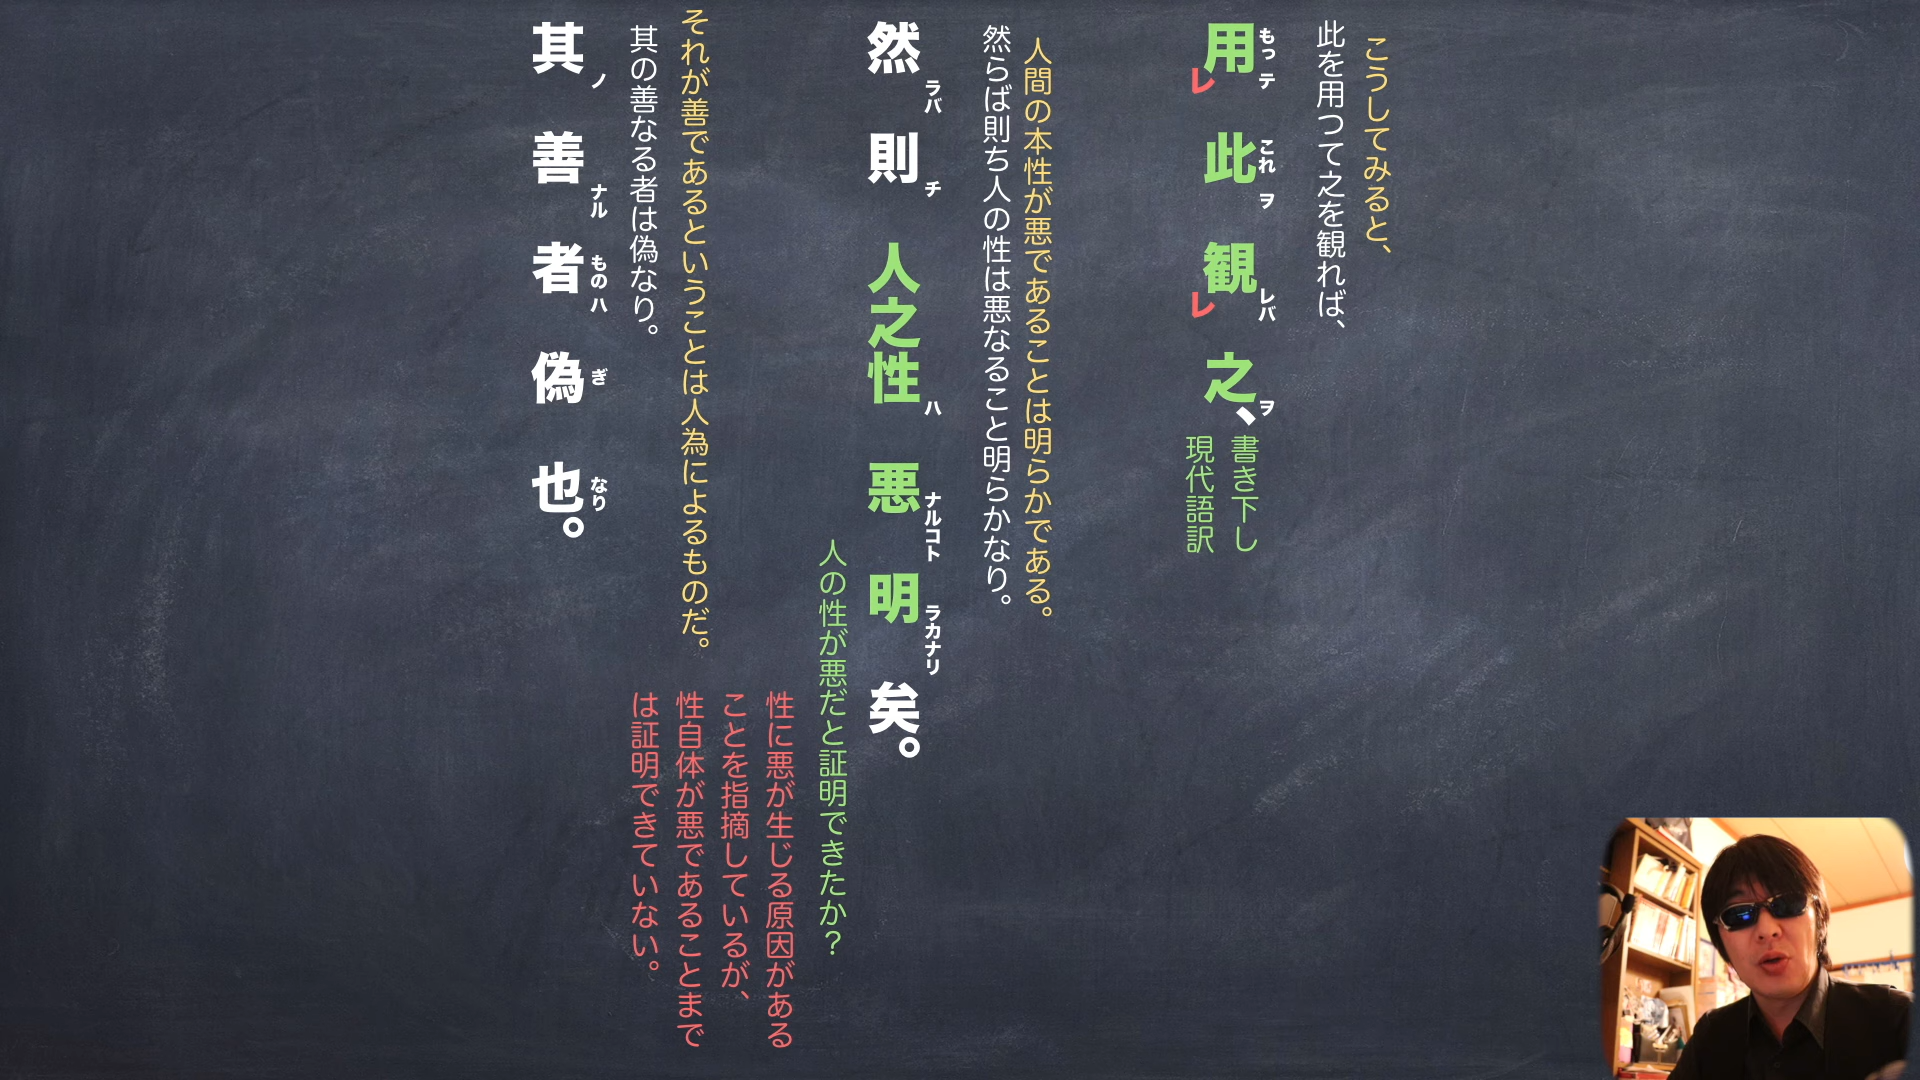 こうしてみると、
此を用つて之を観れば、
用レ此観レ之、
もっテ これヲ レバ ヲ
書き下し
現代語訳
人間の本性が悪であることは明らかである。
然らば則ち人の性は悪なること明らかなり。
然則人之性悪明矣。
ラバ チ ハ ナルコト ラカナリ
人の性が悪だと証明できたか？
性に悪が生じる原因がある
ことを指摘しているが、
性自体が悪であることまで
は証明できていない。
それが善であるということは人為によるものだ。
其の善なる者は偽なり。
其善者偽也。
ノ ナル ものハ ぎ なり